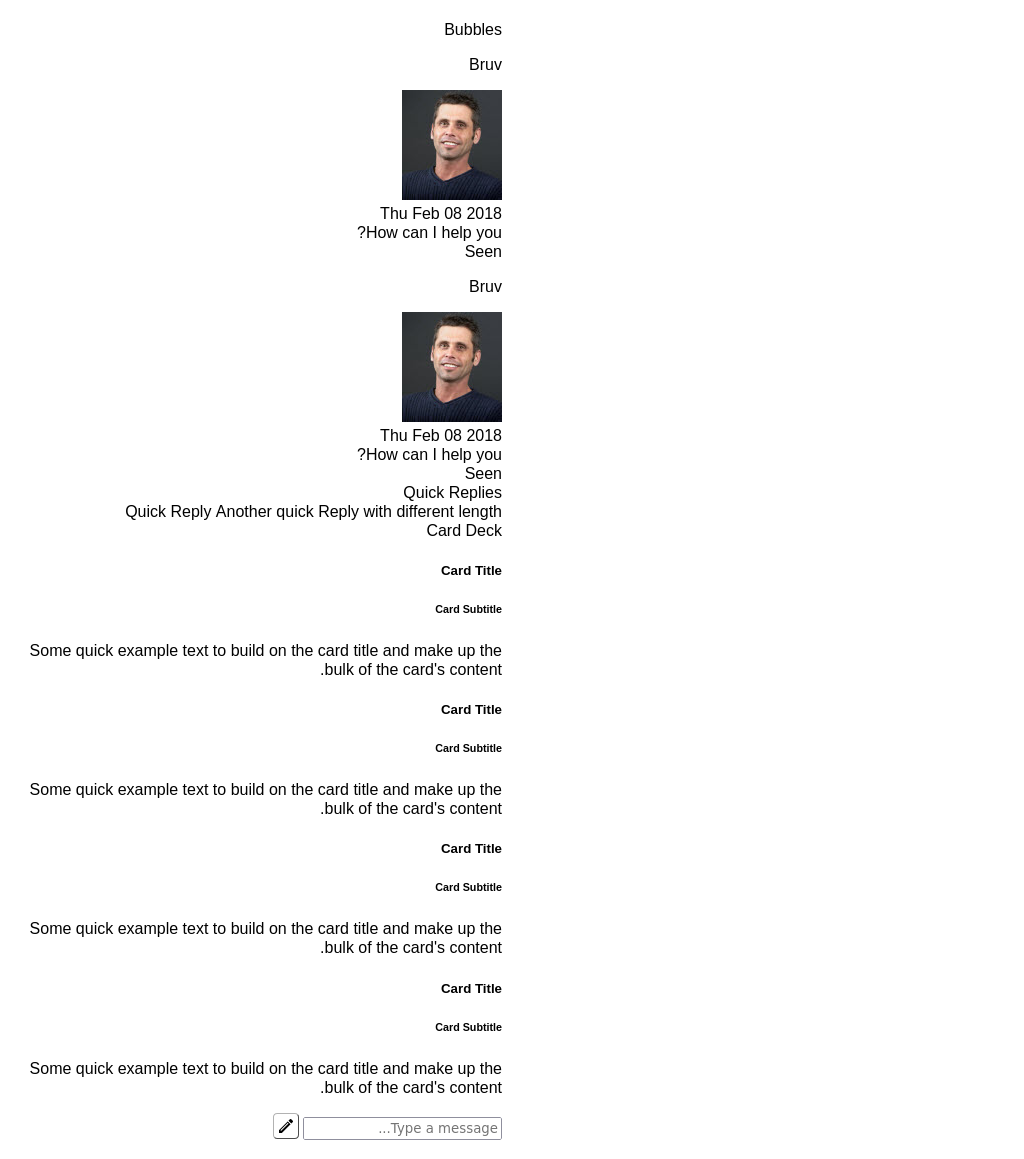 Bubbles
Bruv
Thu Feb 08 2018
?How can I help you
Seen
Bruv
Thu Feb 08 2018
?How can I help you
Seen
Quick Replies
Quick Reply Another quick Reply with different length
Card Deck
Card Title
Card Subtitle
Some quick example text to build on the card title and make up the
.bulk of the card's content
Card Title
Card Subtitle
Some quick example text to build on the card title and make up the
.bulk of the card's content
Card Title
Card Subtitle
Some quick example text to build on the card title and make up the
.bulk of the card's content
Card Title
Card Subtitle
Some quick example text to build on the card title and make up the
.bulk of the card's content
...Type a message